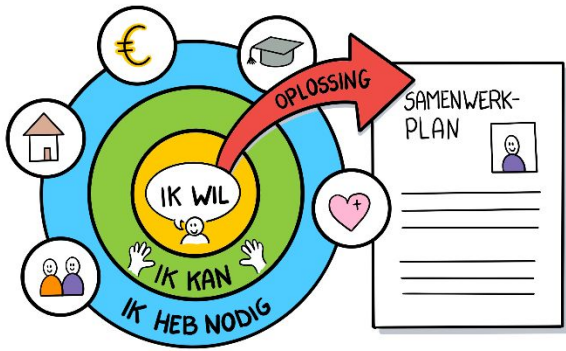 IK WIL
IK KAN
IK HEB NODIG
OPLOSSING
SAMENWERK-
PLAN
€